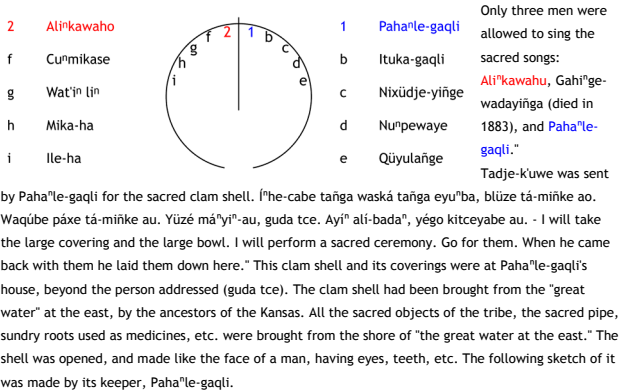 2 Aliⁿkawaho
f Cuⁿmikase
g Wat'iⁿ liⁿ
h Mika-ha
i Ile-ha
2 1
f b
g c
h d
i e
1 Pahaⁿle-gaqli
b Ituka-gaqli
c Nixüdje-yiñge
d Nuⁿpewaye
e Qüyulañge
Only three men were
allowed to sing the
sacred songs:
Aliⁿkawahu, Gahiⁿge-
wadayiñga (died in
1883), and Pahaⁿle-
gaqli."
Tadje-k'uwe was sent
by Pahaⁿle-gaqli for the sacred clam shell. Íⁿhe-cabe tañga waská tañga eyuⁿba, blüze tá-miñke ao.
Waqúbe páxe tá-miñke au. Yüzé máⁿyiⁿ-au, guda tce. Ayíⁿ alí-badaⁿ, yégo kitceyabe au. - I will take
the large covering and the large bowl. I will perform a sacred ceremony. Go for them. When he came
back with them he laid them down here." This clam shell and its coverings were at Pahaⁿle-gaqli's
house, beyond the person addressed (guda tce). The clam shell had been brought from the "great
water" at the east, by the ancestors of the Kansas. All the sacred objects of the tribe, the sacred pipe,
sundry roots used as medicines, etc. were brought from the shore of "the great water at the east." The
shell was opened, and made like the face of a man, having eyes, teeth, etc. The following sketch of it
was made by its keeper, Pahaⁿle-gaqli.